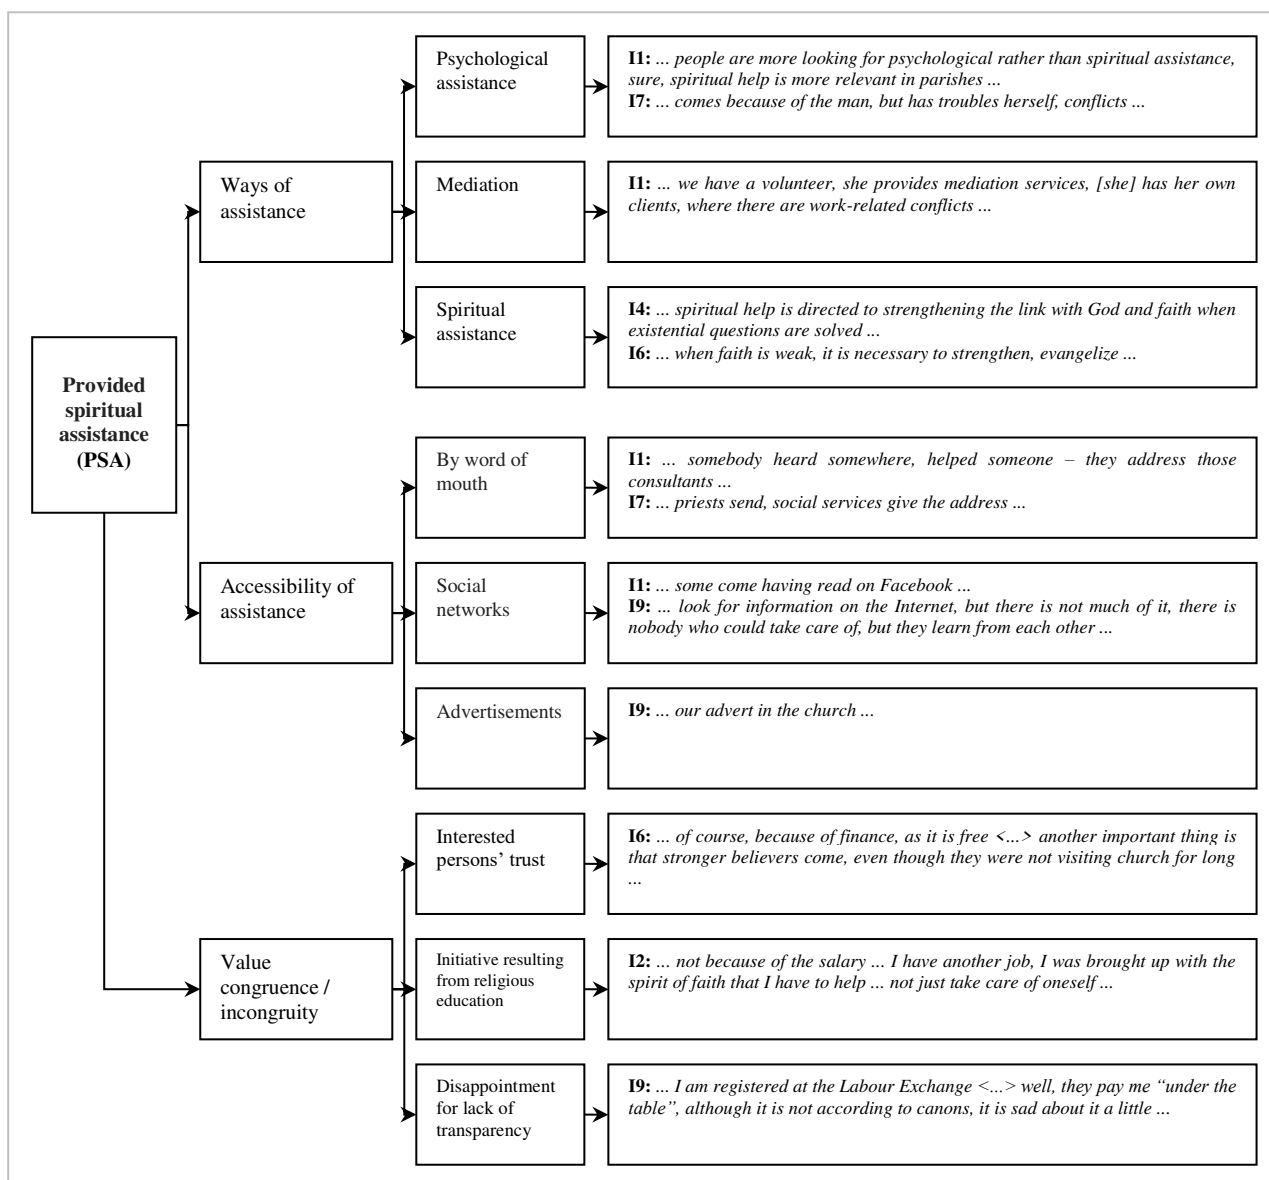 Psychological
assistance
I1: ... people are more looking for psychological rather than spiritual assistance,
sure, spiritual help is more relevant in parishes ...
I7: ... comes because of the man, but has troubles herself, conflicts ...
Ways of
assistance
Mediation
I1: ... we have a volunteer, she provides mediation services, [she] has her own
clients, where there are work-related conflicts ...
Spiritual
assistance
I4: ... spiritual help is directed to strengthening the link with God and faith when
existential questions are solved ...
I6: ... when faith is weak, it is necessary to strengthen, evangelize ...
Provided
spiritual
assistance
(PSA)
By word of
mouth
I1: ... somebody heard somewhere, helped someone – they address those
consultants ...
I7: ... priests send, social services give the address ...
Accessibility of
assistance
Social
networks
I1: ... some come having read on Facebook ...
I9: ... look for information on the Internet, but there is not much of it, there is
nobody who could take care of, but they learn from each other ...
Advertisements
I9: ... our advert in the church ...
Interested
persons’ trust
I6: ... of course, because of finance, as it is free <...> another important thing is
that stronger believers come, even though they were not visiting church for long
...
Value
congruence /
incongruity
Initiative resulting
from religious
education
I2: ... not because of the salary ... I have another job, I was brought up with the
spirit of faith that I have to help ... not just take care of oneself ...
Disappointment
for lack of
transparency
I9: ... I am registered at the Labour Exchange <...> well, they pay me “under the
table”, although it is not according to canons, it is sad about it a little ...